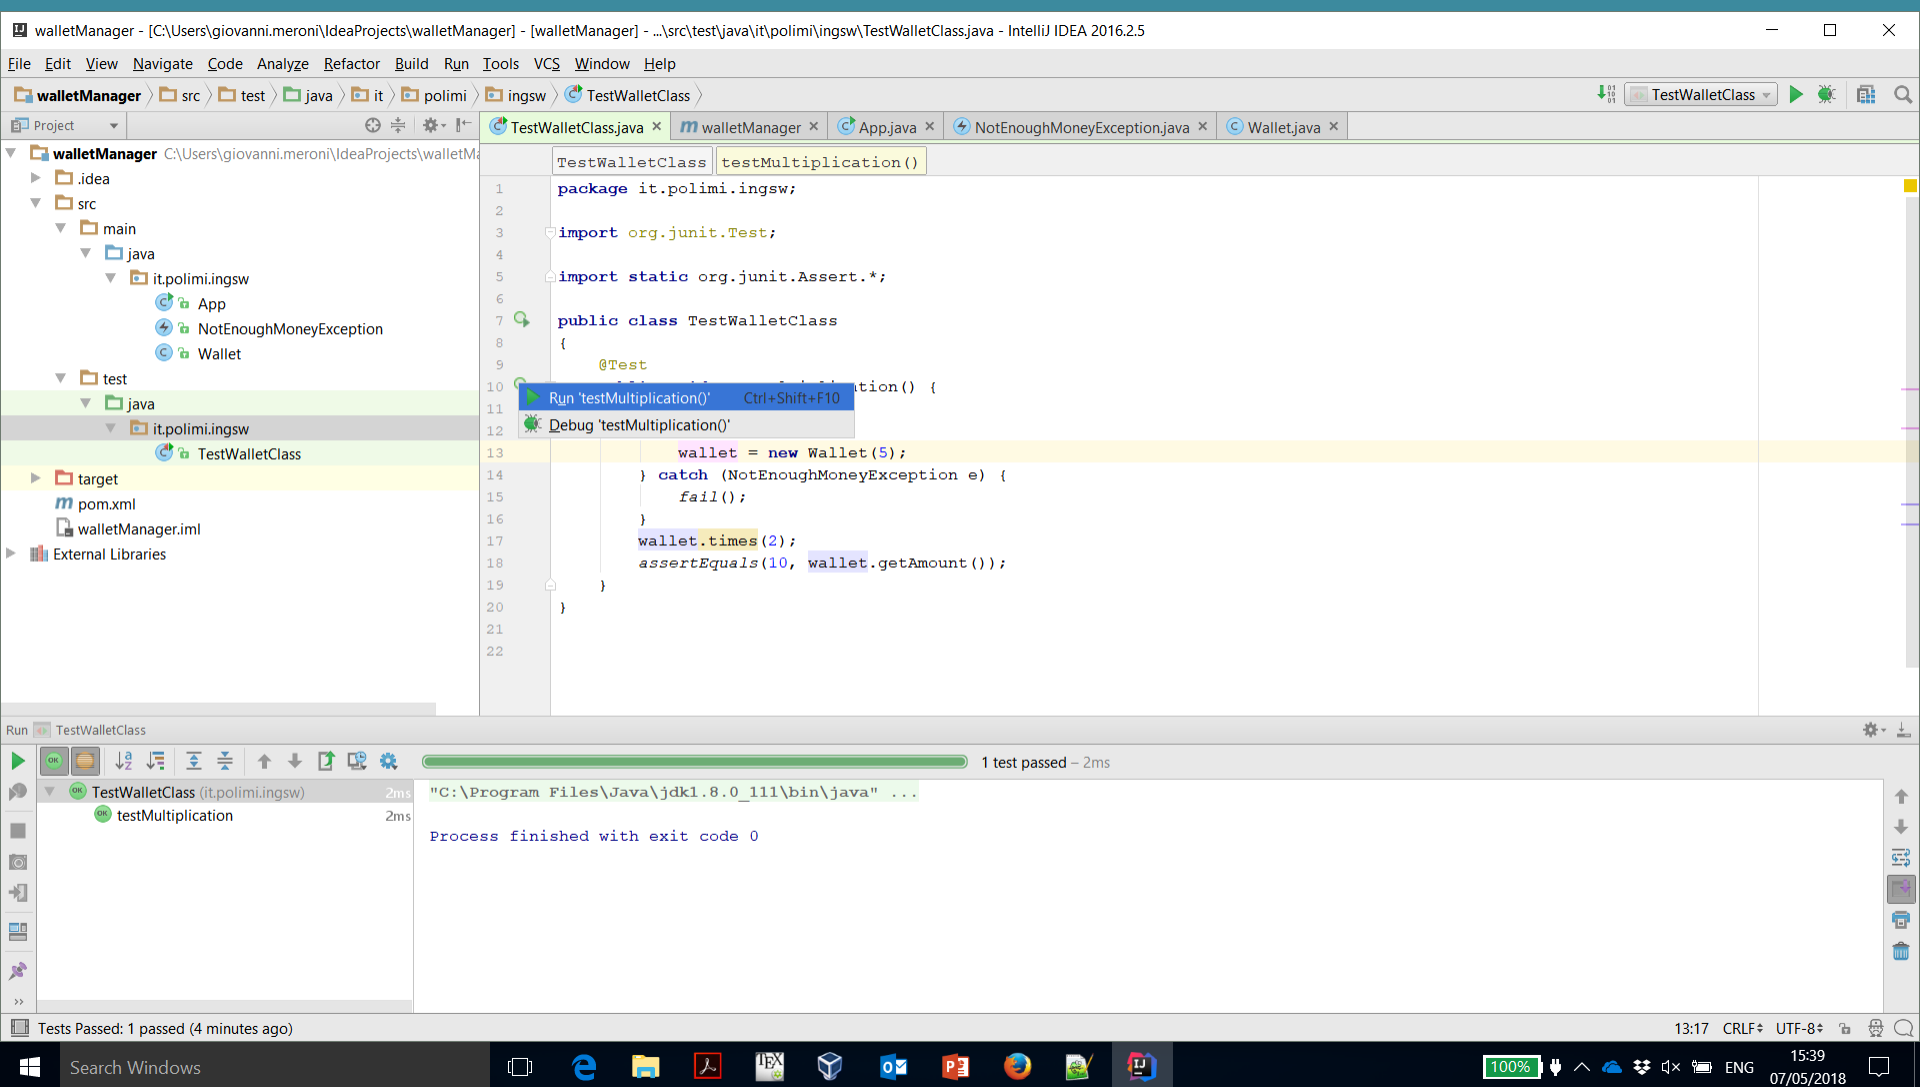 walletManager - [C:\Users\giovanni.meroni\IdeaProjects\walletManager] - [walletManager] - ...\src\test\java\it\polimi\ingsw\TestWalletClass.java - IntelliJ IDEA 2016.2.5
File Edit View Navigate Code Analyze Refactor Build Run Tools VCS Window Help
walletManager src test java it polimi ingsw TestWalletClass
TestWalletClass
Project
TestWalletClass.java walletManager App.java NotEnoughMoneyException.java Wallet.java
walletManager C:\Users\giovanni.meroni\IdeaProjects\walletMa
.idea
src
main
java
it.polimi.ingsw
App
NotEnoughMoneyException
Wallet
test
java
it.polimi.ingsw
TestWalletClass
target
pom.xml
walletManager.iml
External Libraries
TestWalletClass testMultiplication()
1 package it.polimi.ingsw;
2
3 import org.junit.Test;
4
5 import static org.junit.Assert.*;
6
7 public class TestWalletClass
8 {
9 @Test
10 ation() {
11
12
13 wallet = new Wallet(5);
14 } catch (NotEnoughMoneyException e) {
15 fail();
16 }
17 wallet.times(2);
18 assertEquals(10, wallet.getAmount());
19 }
20 }
21
22
Run 'testMultiplication()' Ctrl+Shift+F10
Debug 'testMultiplication()'
Run TestWalletClass
1 test passed – 2ms
TestWalletClass (it.polimi.ingsw) 2ms
testMultiplication 2ms
"C:\Program Files\Java\jdk1.8.0_111\bin\java" ...
Process finished with exit code 0
Tests Passed: 1 passed (4 minutes ago)
13:17 CRLF UTF-8
Search Windows
100% ENG 15:39
07/05/2018